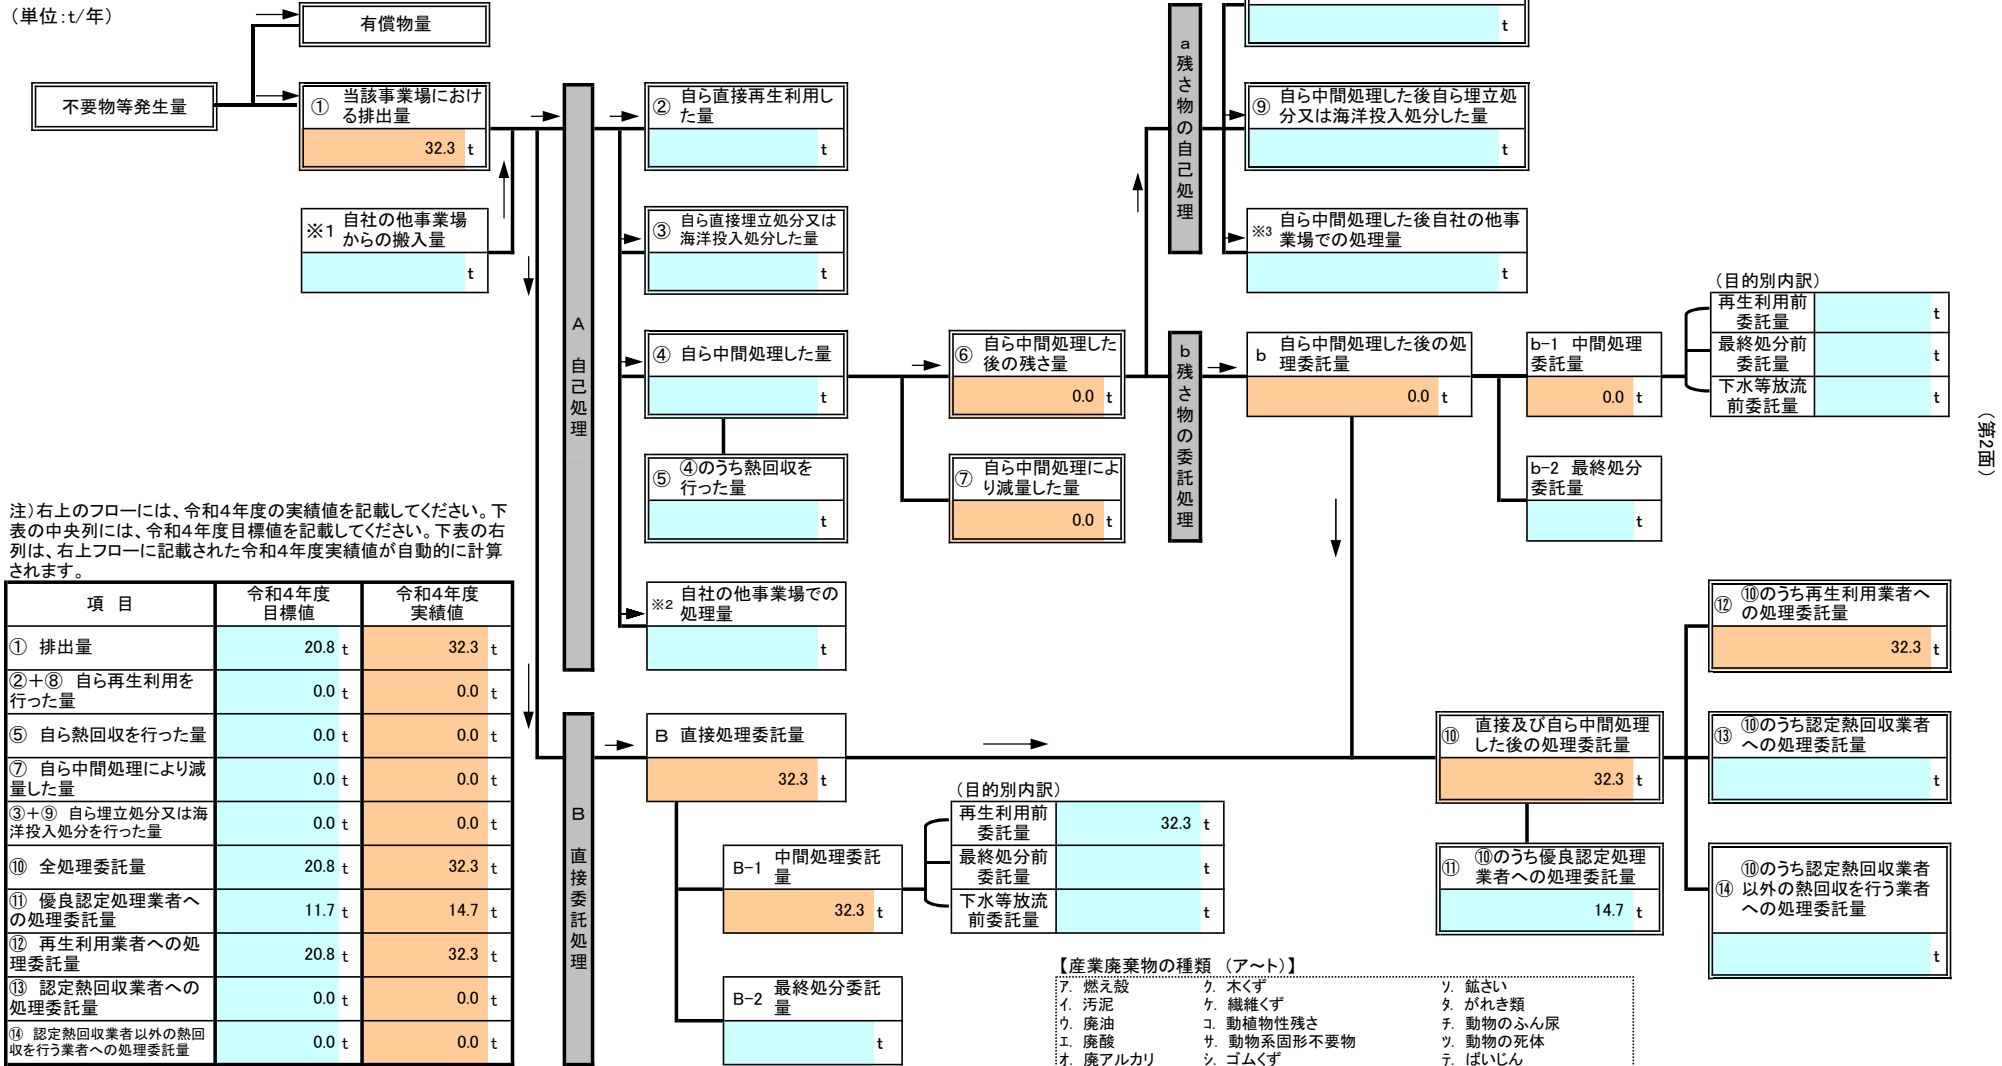 （単位：t/年）
有償物量
不要物等発生量
① 当該事業場におけ
る排出量
32.3 t
※1 自社の他事業場
からの搬入量
t
A 自己処理
② 自ら直接再生利用し
た量
t
③ 自ら直接埋立処分又は
海洋投入処分した量
t
④ 自ら中間処理した量
t
⑤ ④のうち熱回収を
行った量
t
※2 自社の他事業場での
処理量
t
⑥ 自ら中間処理した
後の残さ量
0.0 t
⑦ 自ら中間処理によ
り減量した量
0.0 t
a 残さ物の自己処理
t
⑨ 自ら中間処理した後自ら埋立処
分又は海洋投入処分した量
t
※3 自ら中間処理した後自社の他事
業場での処理量
t
b 残さ物の委託処理
b 自ら中間処理した後の処
理委託量
0.0 t
b-1 中間処理
委託量
0.0 t
（目的別内訳）
再生利用前
委託量
t
最終処分前
委託量
t
下水等放流
前委託量
t
b-2 最終処分
委託量
t
（第2面）
注）右上のフローには、令和4年度の実績値を記載してください。下
表の中央列には、令和4年度目標値を記載してください。下表の右
列は、右上フローに記載された令和4年度実績値が自動的に計算
されます。
項 目 令和4年度 目標値 令和4年度 実績値
① 排出量 20.8 t 32.3 t
②＋⑧ 自ら再生利用を
行った量 0.0 t 0.0 t
⑤ 自ら熱回収を行った量 0.0 t 0.0 t
⑦ 自ら中間処理により減
量した量 0.0 t 0.0 t
③＋⑨ 自ら埋立処分又は海
洋投入処分を行った量 0.0 t 0.0 t
⑩ 全処理委託量 20.8 t 32.3 t
⑪ 優良認定処理業者へ
の処理委託量 11.7 t 14.7 t
⑫ 再生利用業者への処
理委託量 20.8 t 32.3 t
⑬ 認定熱回収業者への
処理委託量 0.0 t 0.0 t
⑭ 認定熱回収業者以外の熱回
収を行う業者への処理委託量 0.0 t 0.0 t
B 直接委託処理
B 直接処理委託量
32.3 t
B-1 中間処理委託
量
32.3 t
B-2 最終処分委託
量
t
（目的別内訳）
再生利用前
委託量
32.3 t
最終処分前
委託量
t
下水等放流
前委託量
t
⑩ 直接及び自ら中間処理
した後の処理委託量
32.3 t
⑪ ⑩のうち優良認定処理
業者への処理委託量
14.7 t
⑫ ⑩のうち再生利用業者へ
の処理委託量
32.3 t
⑬ ⑩のうち認定熱回収業者
への処理委託量
t
⑭ ⑩のうち認定熱回収業者
以外の熱回収を行う業者
への処理委託量
t
【産業廃棄物の種類 （ア～ト）】
ア. 燃え殻 ク. 木くず ソ. 鉱さい
イ. 汚泥 ケ. 繊維くず タ. がれき類
ウ. 廃油 コ. 動植物性残さ チ. 動物のふん尿
エ. 廃酸 サ. 動物系固形不要物 ツ. 動物の死体
オ. 廃アルカリ シ. ゴムくず テ. ばいじん